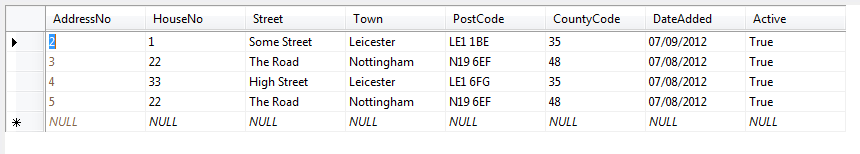 AddressNo HouseNo Street Town PostCode CountyCode DateAdded Active
2 1 Some Street Leicester LE1 1BE 35 07/09/2012 True
3 22 The Road Nottingham N19 6EF 48 07/08/2012 True
4 33 High Street Leicester LE1 6FG 35 07/08/2012 True
5 22 The Road Nottingham N19 6EF 48 07/08/2012 True
NULL NULL NULL NULL NULL NULL NULL NULL